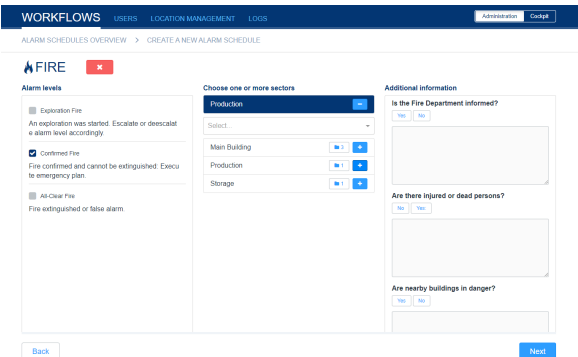 WORKFLOWS USERS LOCATION MANAGEMENT LOGS Administration Cockpit
ALARM SCHEDULES OVERVIEW > CREATE A NEW ALARM SCHEDULE
FIRE
Alarm levels
Exploration Fire
An exploration was started. Escalate or deescalat
e alarm level accordingly.
Confirmed Fire
Fire confirmed and cannot be extinguished: Execu
te emergency plan.
All-Clear Fire
Fire extinguished or false alarm.
Choose one or more sectors
Production
Select...
Main Building 3 +
Production 1 +
Storage 1 +
Additional information
Is the Fire Department informed?
Yes No
Are there injured or dead persons?
No Yes
Are nearby buildings in danger?
Yes No
Back Next